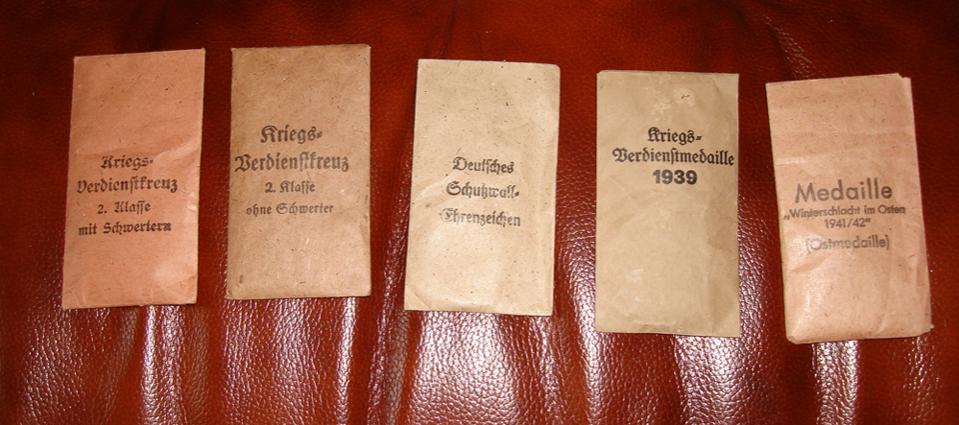 Kriegs-
Verdienstkreuz
2. Klasse
mit Schwertern
Kriegs-
Verdienstkreuz
2. Klasse
ohne Schwerter
Deutsches
Schutzwall-
Ehrenzeichen
Kriegs-
Verdienstmedaille
1939
Medaille
„Winterschlacht im Osten
1941/42“
(Ostmedaille)